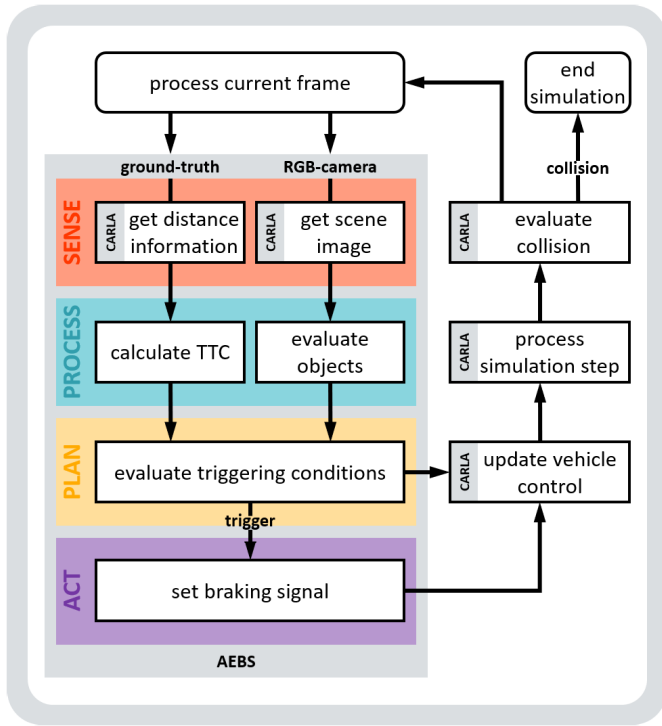 process current frame
end
simulation
ground-truth
RGB-camera
collision
SENSE
CARLA
get distance
information
CARLA
get scene
image
CARLA
evaluate
collision
PROCESS
calculate TTC
evaluate
objects
CARLA
process
simulation step
PLAN
evaluate triggering conditions
CARLA
update vehicle
control
trigger
ACT
set braking signal
AEBS